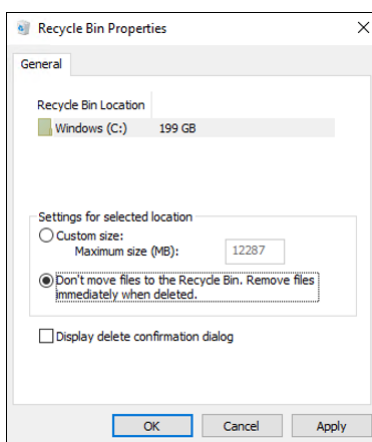 Recycle Bin Properties
General
Recycle Bin Location
Windows (C:) 199 GB
Settings for selected location
Custom size:
Maximum size (MB): 12287
Don't move files to the Recycle Bin. Remove files
immediately when deleted.
Display delete confirmation dialog
OK Cancel Apply